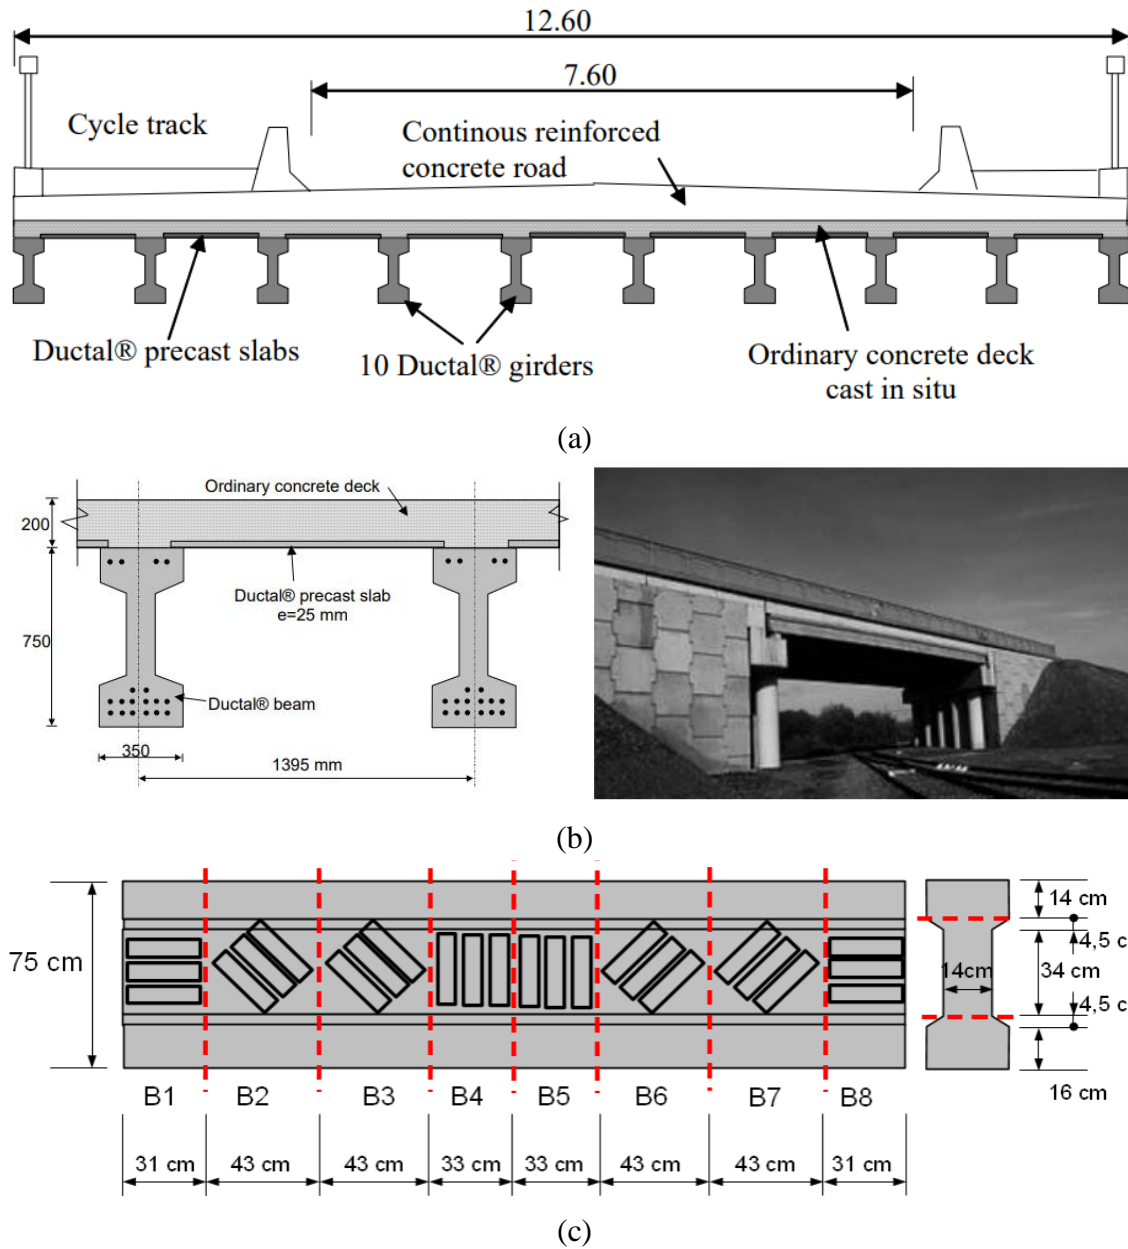 12.60
7.60
Cycle track
Continous reinforced
concrete road
Ductal® precast slabs
10 Ductal® girders
Ordinary concrete deck
cast in situ
(a)
Ordinary concrete deck
200
Ductal® precast slab
e=25 mm
750
Ductal® beam
350
1395 mm
(b)
75 cm
14 cm
4,5 c
14cm
34 cm
4,5 c
16 cm
B1
B2
B3
B4
B5
B6
B7
B8
31 cm
43 cm
43 cm
33 cm
33 cm
43 cm
43 cm
31 cm
(c)